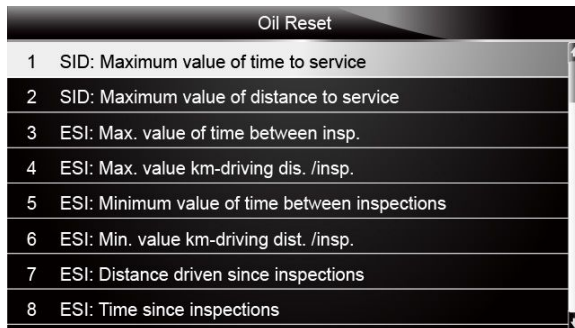 Oil Reset
1 SID: Maximum value of time to service
2 SID: Maximum value of distance to service
3 ESI: Max. value of time between insp.
4 ESI: Max. value km-driving dis. /insp.
5 ESI: Minimum value of time between inspections
6 ESI: Min. value km-driving dist. /insp.
7 ESI: Distance driven since inspections
8 ESI: Time since inspections